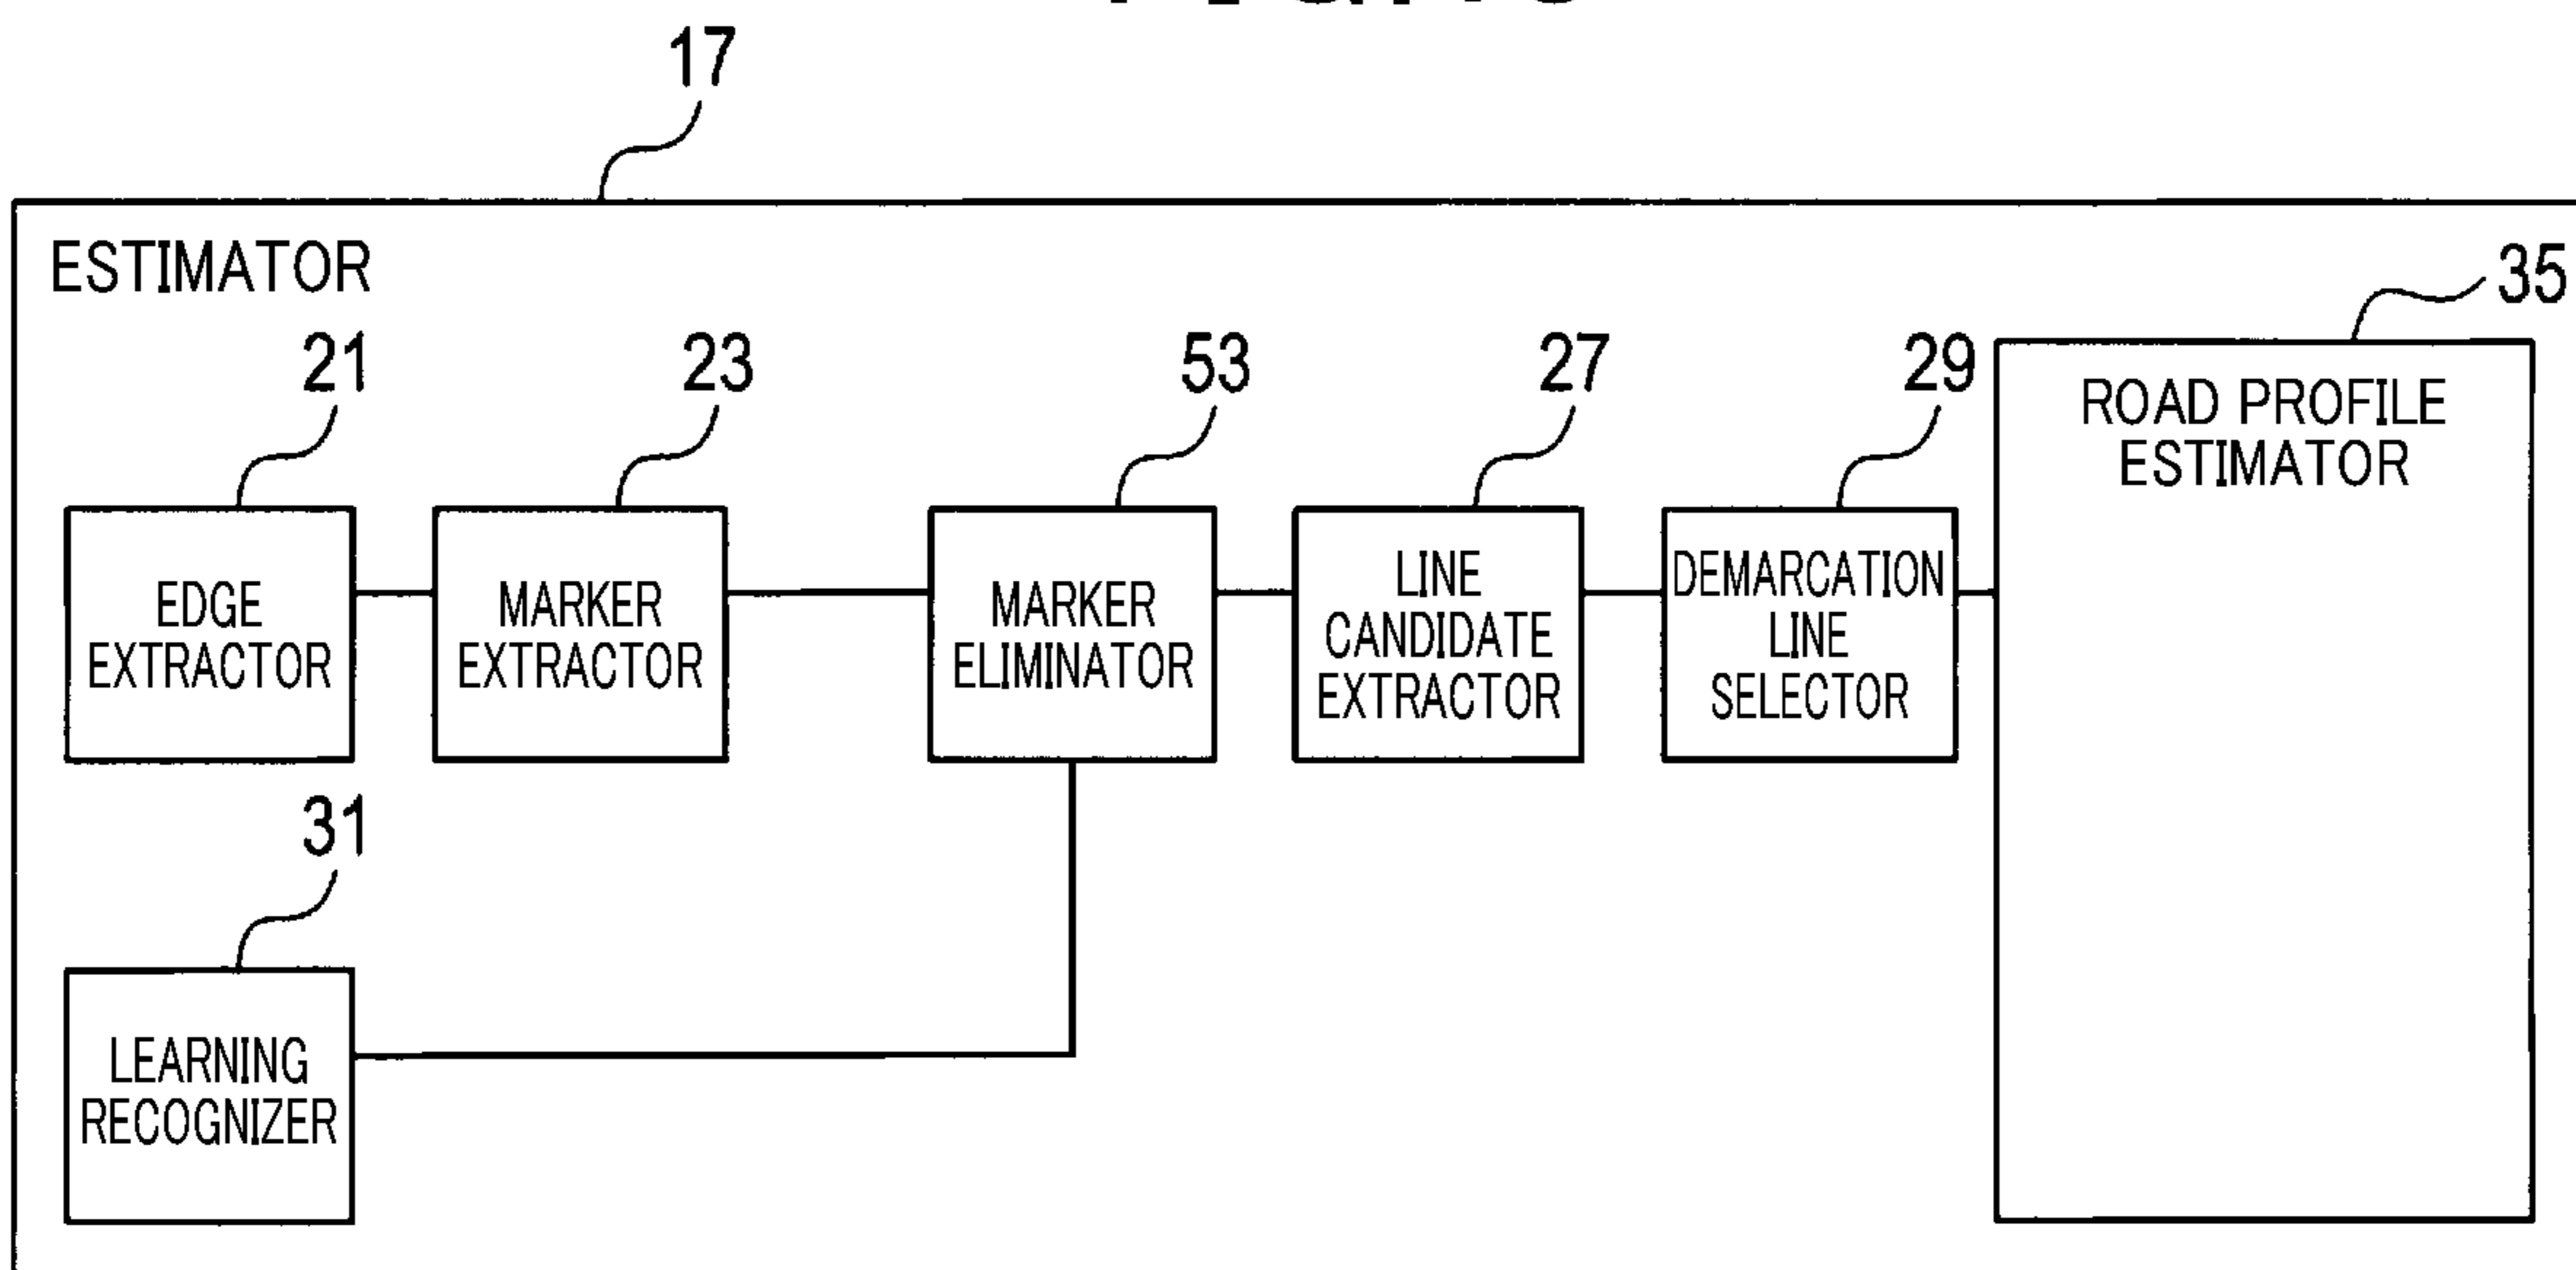 17
ESTIMATOR
35
21
23
53
27
29
ROAD PROFILE
ESTIMATOR
EDGE
EXTRACTOR
MARKER
EXTRACTOR
MARKER
ELIMINATOR
LINE
CANDIDATE
EXTRACTOR
DEMARCATION
LINE
SELECTOR
31
LEARNING
RECOGNIZER